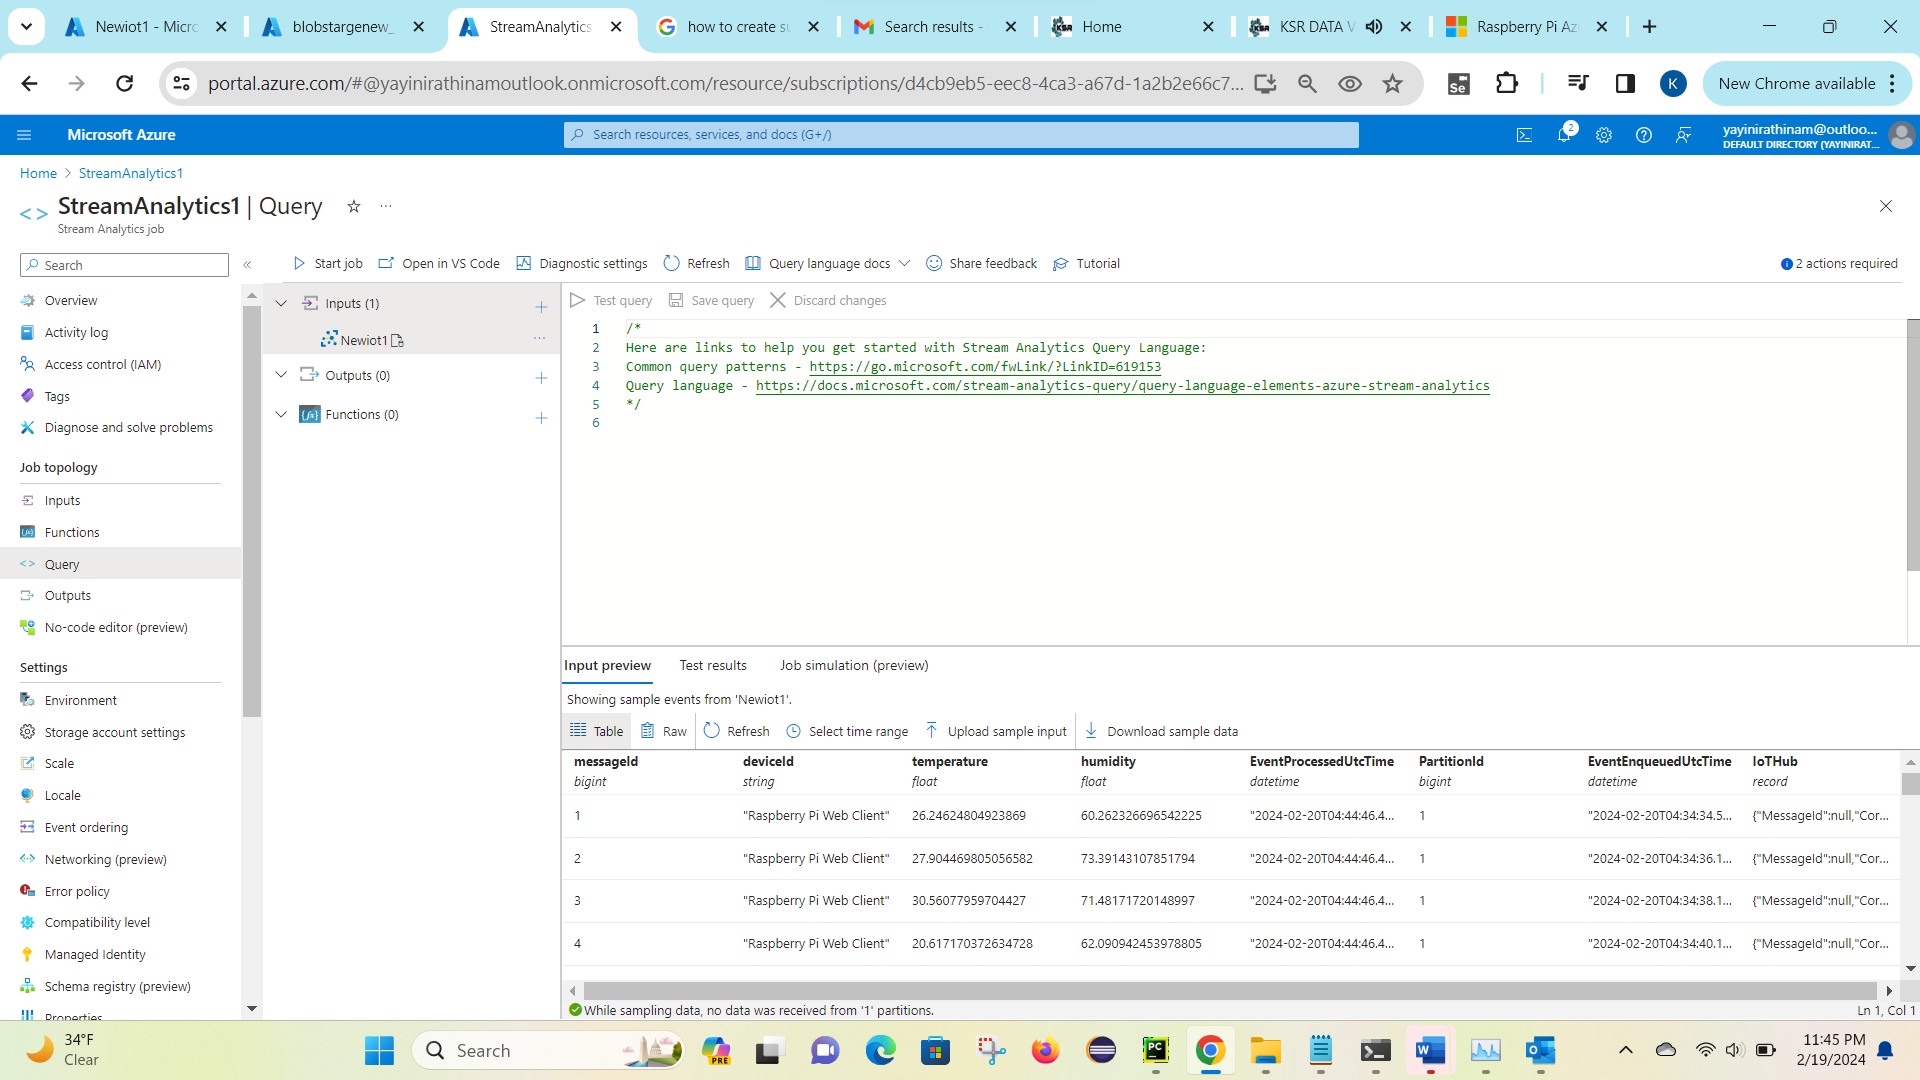 Newiot1 - Micro
blobstargenew_
StreamAnalytics
how to create su
Search results -
Home
KSR DATA V
Raspberry Pi Az
portal.azure.com/#@yayinirathinamoutlook.onmicrosoft.com/resource/subscriptions/d4cb9eb5-eec8-4ca3-a67d-1a2b2e66c7...
Se
K
New Chrome available
Microsoft Azure
Search resources, services, and docs (G+/)
2
yayinirathinam@outloo...
DEFAULT DIRECTORY (YAYINIRAT...
Home > StreamAnalytics1
StreamAnalytics1 | Query
Stream Analytics job
Search
Start job
Open in VS Code
Diagnostic settings
Refresh
Query language docs
Share feedback
Tutorial
2 actions required
Overview
Activity log
Access control (IAM)
Tags
Diagnose and solve problems
Job topology
Inputs
Functions
Query
Outputs
No-code editor (preview)
Settings
Environment
Storage account settings
Scale
Locale
Event ordering
Networking (preview)
Error policy
Compatibility level
Managed Identity
Schema registry (preview)
Properties
Inputs (1)
Newiot1
Outputs (0)
Functions (0)
Test query
Save query
Discard changes
1 /*
2 Here are links to help you get started with Stream Analytics Query Language:
3 Common query patterns - https://go.microsoft.com/fwLink/?LinkID=619153
4 Query language - https://docs.microsoft.com/stream-analytics-query/query-language-elements-azure-stream-analytics
5 */
6
Input preview
Test results
Job simulation (preview)
Showing sample events from 'Newiot1'.
Table
Raw
Refresh
Select time range
Upload sample input
Download sample data
messageId deviceId temperature humidity EventProcessedUtcTime PartitionId EventEnqueuedUtcTime IoTHub
bigint string float float datetime bigint datetime record
1 "Raspberry Pi Web Client" 26.24624804923869 60.262326696542225 "2024-02-20T04:44:46.4... 1 "2024-02-20T04:34:34.5... {"MessageId":null,"Cor...
2 "Raspberry Pi Web Client" 27.904469805056582 73.39143107851794 "2024-02-20T04:44:46.4... 1 "2024-02-20T04:34:36.1... {"MessageId":null,"Cor...
3 "Raspberry Pi Web Client" 30.56077959704427 71.48171720148997 "2024-02-20T04:44:46.4... 1 "2024-02-20T04:34:38.1... {"MessageId":null,"Cor...
4 "Raspberry Pi Web Client" 20.617170372634728 62.090942453978805 "2024-02-20T04:44:46.4... 1 "2024-02-20T04:34:40.1... {"MessageId":null,"Cor...
While sampling data, no data was received from '1' partitions.
Ln 1, Col 1
34°F
Clear
Search
PRE
PC
11:45 PM
2/19/2024